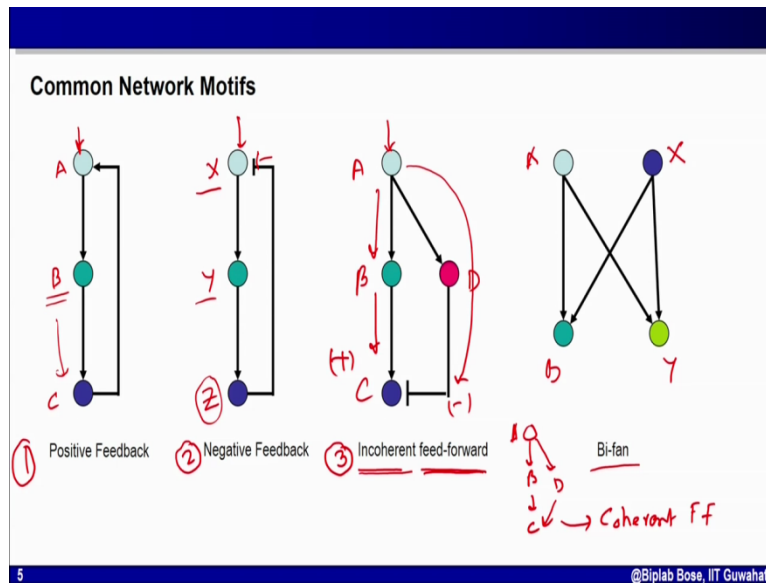 Common Network Motifs
A
B
C
X
Y
Z
A
B
D
(+)
C
(-)
A
X
B
Y
1 Positive Feedback
2 Negative Feedback
3 Incoherent feed-forward
Bi-fan
A
B D
C → Coherent Ff
5
@Biplab Bose, IIT Guwahat